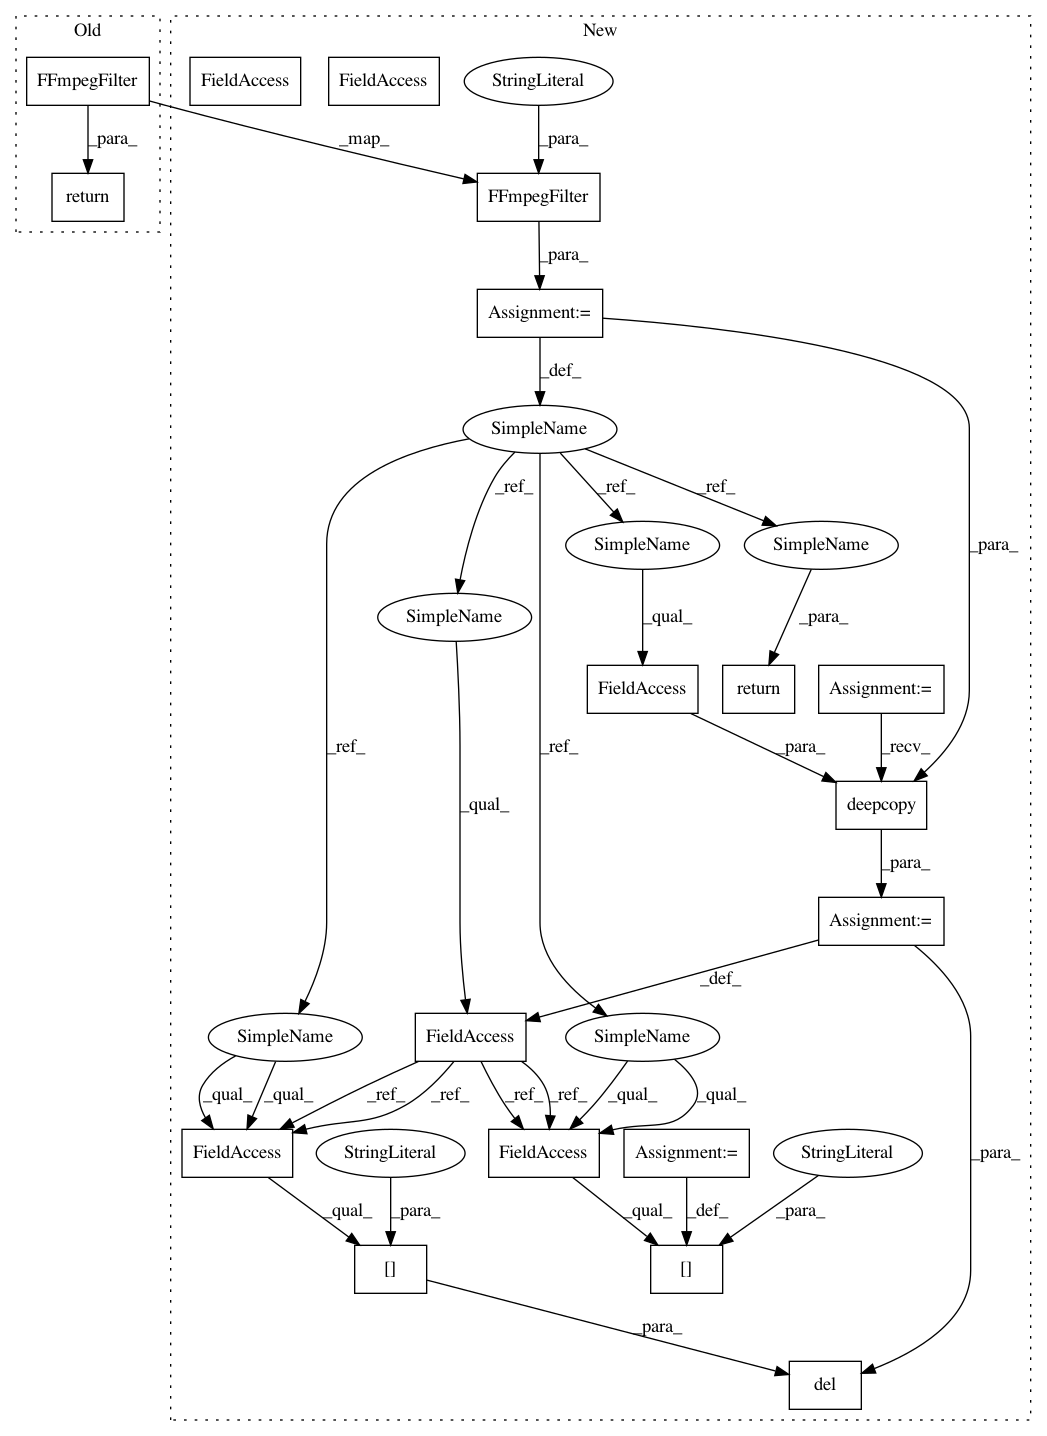 Old
New
FFmpegFilter
FieldAccess
FieldAccess
StringLiteral
_para_
_map_
_para_
return
FFmpegFilter
_para_
Assignment:=
_def_
SimpleName
_ref_
_ref_
_ref_
SimpleName
SimpleName
_para_
SimpleName
_qual_
_para_
FieldAccess
return
Assignment:=
_ref_
_ref_
_para_
_recv_
_qual_
deepcopy
_para_
Assignment:=
_def_
SimpleName
FieldAccess
SimpleName
_qual_
_qual_
_ref_
_ref_
_ref_
_ref_
_qual_
_qual_
FieldAccess
StringLiteral
FieldAccess
Assignment:=
StringLiteral
_para_
_qual_
_para_
_qual_
_def_
_para_
[]
[]
_para_
del